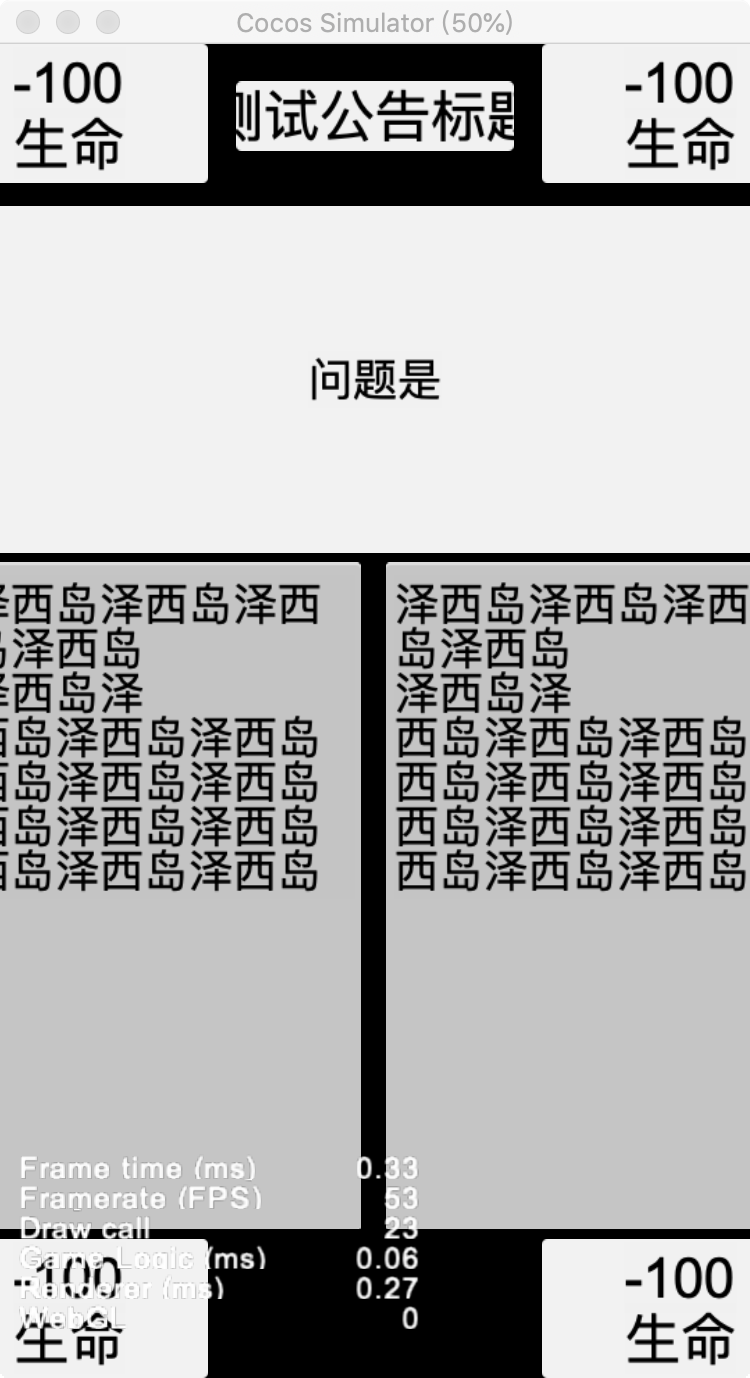 Cocos Simulator (50%)
-100
生命
测试公告标题
-100
生命
问题是
泽西岛泽西岛泽西
岛泽西岛
泽西岛泽
西岛泽西岛泽西岛
西岛泽西岛泽西岛
西岛泽西岛泽西岛
西岛泽西岛泽西岛
泽西岛泽西岛泽西
岛泽西岛
泽西岛泽
西岛泽西岛泽西岛
西岛泽西岛泽西岛
西岛泽西岛泽西岛
西岛泽西岛泽西岛
Frame time (ms) 0.33
Framerate (FPS) 53
Draw call 23
Game Logic (ms) 0.06
Renderer (ms) 0.27
WebGL 0
-100
生命
-100
生命